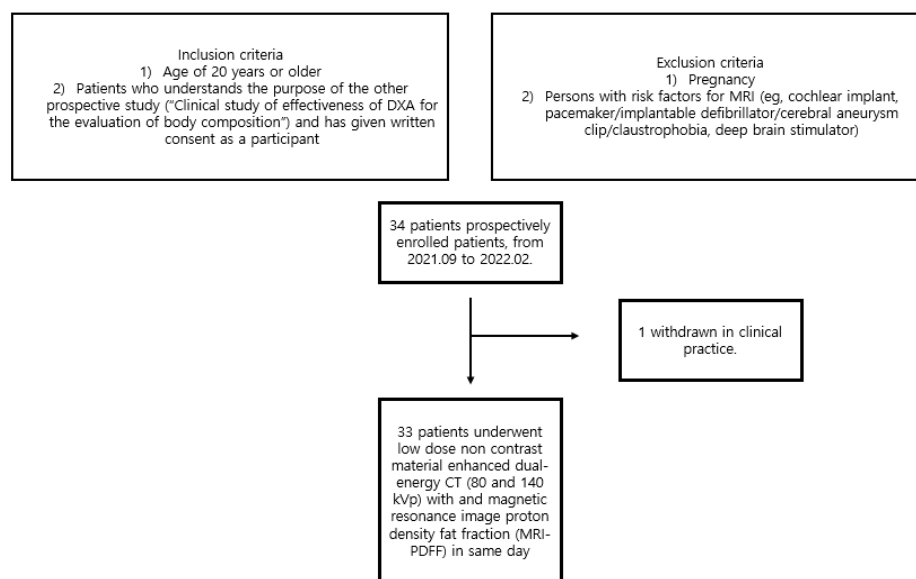 Inclusion criteria
1) Age of 20 years or older
2) Patients who understands the purpose of the other
prospective study ("Clinical study of effectiveness of DXA for
the evaluation of body composition") and has given written
consent as a participant
Exclusion criteria
1) Pregnancy
2) Persons with risk factors for MRI (eg, cochlear implant,
pacemaker/implantable defibrillator/cerebral aneurysm
clip/claustrophobia, deep brain stimulator)
34 patients prospectively
enrolled patients, from
2021.09 to 2022.02.
1 withdrawn in clinical
practice.
33 patients underwent
low dose non contrast
material enhanced dual-
energy CT (80 and 140
kVp) with and magnetic
resonance image proton
density fat fraction (MRI-
PDFF) in same day